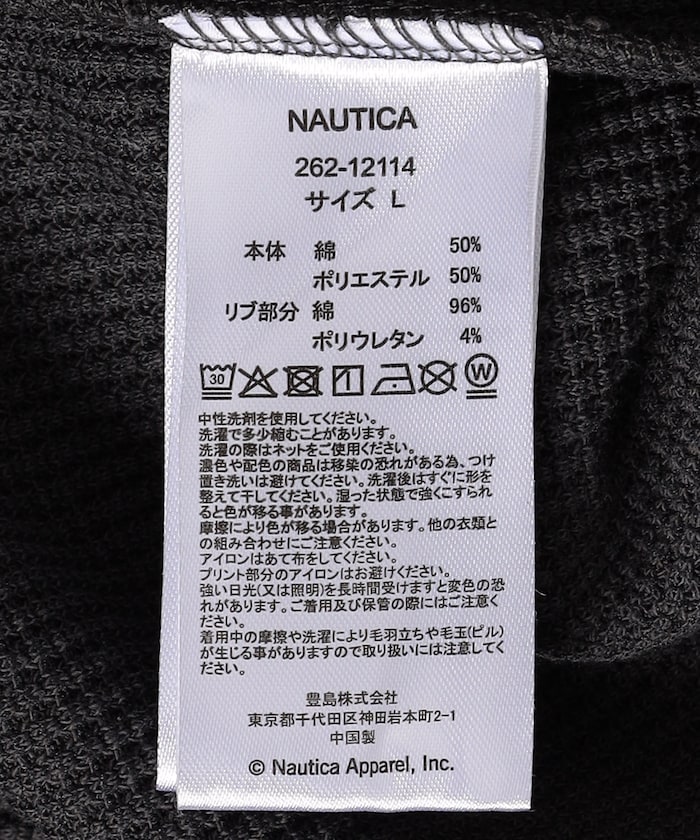 NAUTICA
262-12114
サイズ L
本体 綿 50%
ポリエステル 50%
リブ部分 綿 96%
ポリウレタン 4%
30 W
中性洗剤を使用してください。
洗濯で多少縮むことがあります。
洗濯の際はネットをご使用ください。
濃色や配色の商品は移染の恐れがある為、つけ
置き洗いは避けてください。洗濯後はすぐに形を
整えて干してください。湿った状態で強くこすられ
ると色が移る事があります。
摩擦により色が移る場合があります。他の衣類と
の組み合わせにご注意ください。
アイロンはあて布をしてください。
プリント部分のアイロンはお避けください。
強い日光(又は照明)を長時間受けますと変色の恐
れがあります。ご着用及び保管の際にはご注意く
ださい。
着用中の摩擦や洗濯により毛羽立ちや毛玉(ピル)
が生じる事がありますので取り扱いには注意してく
ださい。
豊島株式会社
東京都千代田区神田岩本町2-1
中国製
© Nautica Apparel, Inc.